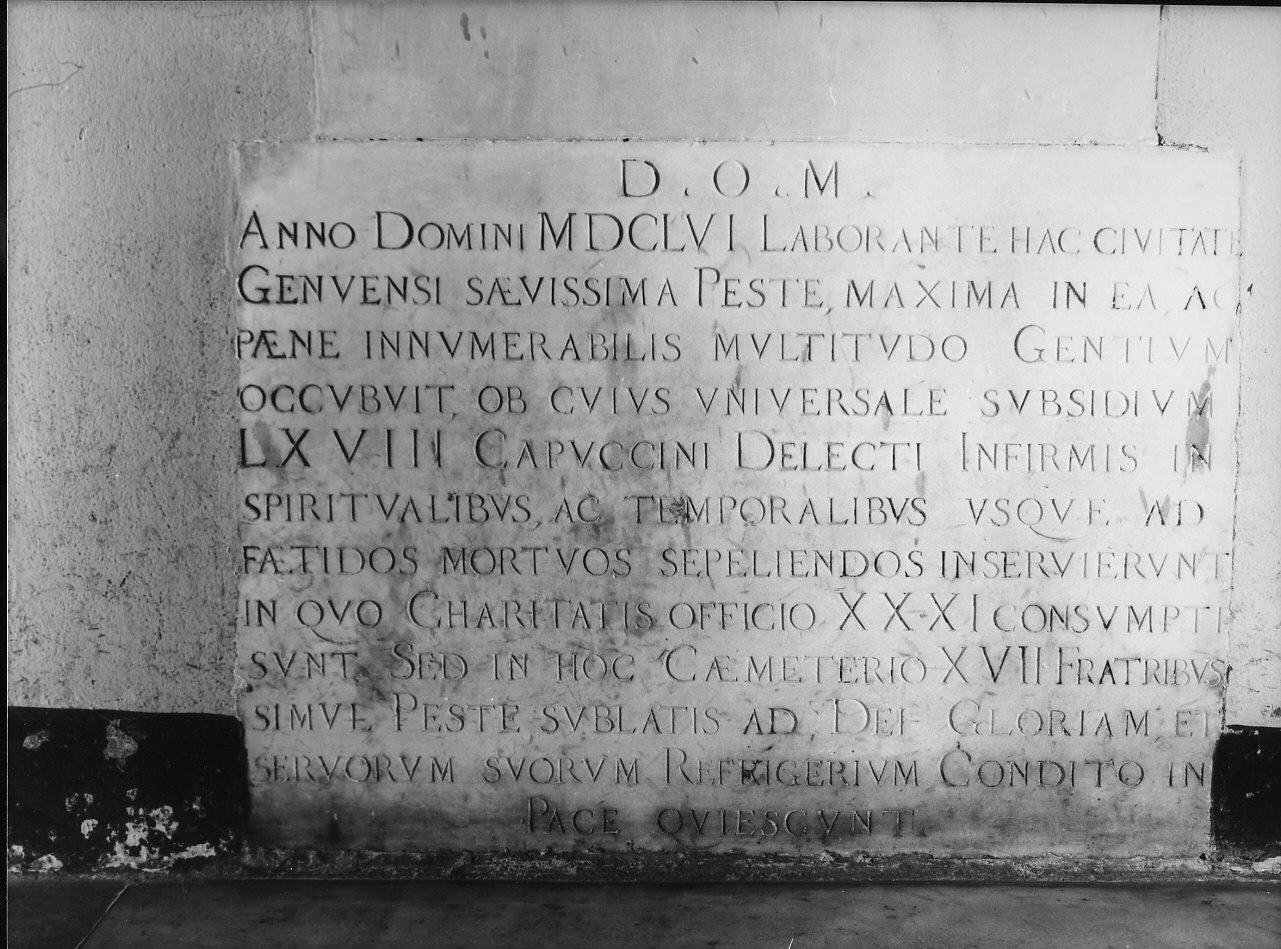 D. O. M.
ANNO DOMINI MDCLVI LABORANTE HAC CIVITATE
GENVENSI SÆVISSIMA PESTE, MAXIMA IN EA, AC
PÆNE INNVMERABILIS MVLTITVDO GENTIVM
OCCVBVIT, OB CVIVS VNIVERSALE SVBSIDIVM
LXVIII CAPVCCINI DELECTI INFIRMIS IN
SPIRITVALIBVS, AC TEMPORALIBVS VSQVE AD
FÆTIDOS MORTVOS SEPELIENDOS INSERVIERVNT
IN QVO CHARITATIS OFFICIO XXXI CONSVMPTI
SVNT. SED IN HOC CÆMETERIO XVII FRATRIBVS
SIMVL PESTE SVBLATIS AD DEI GLORIAM ET
SERVORVM SVORVM REFRIGERIVM CONDITO IN
PACE QVIESCVNT.